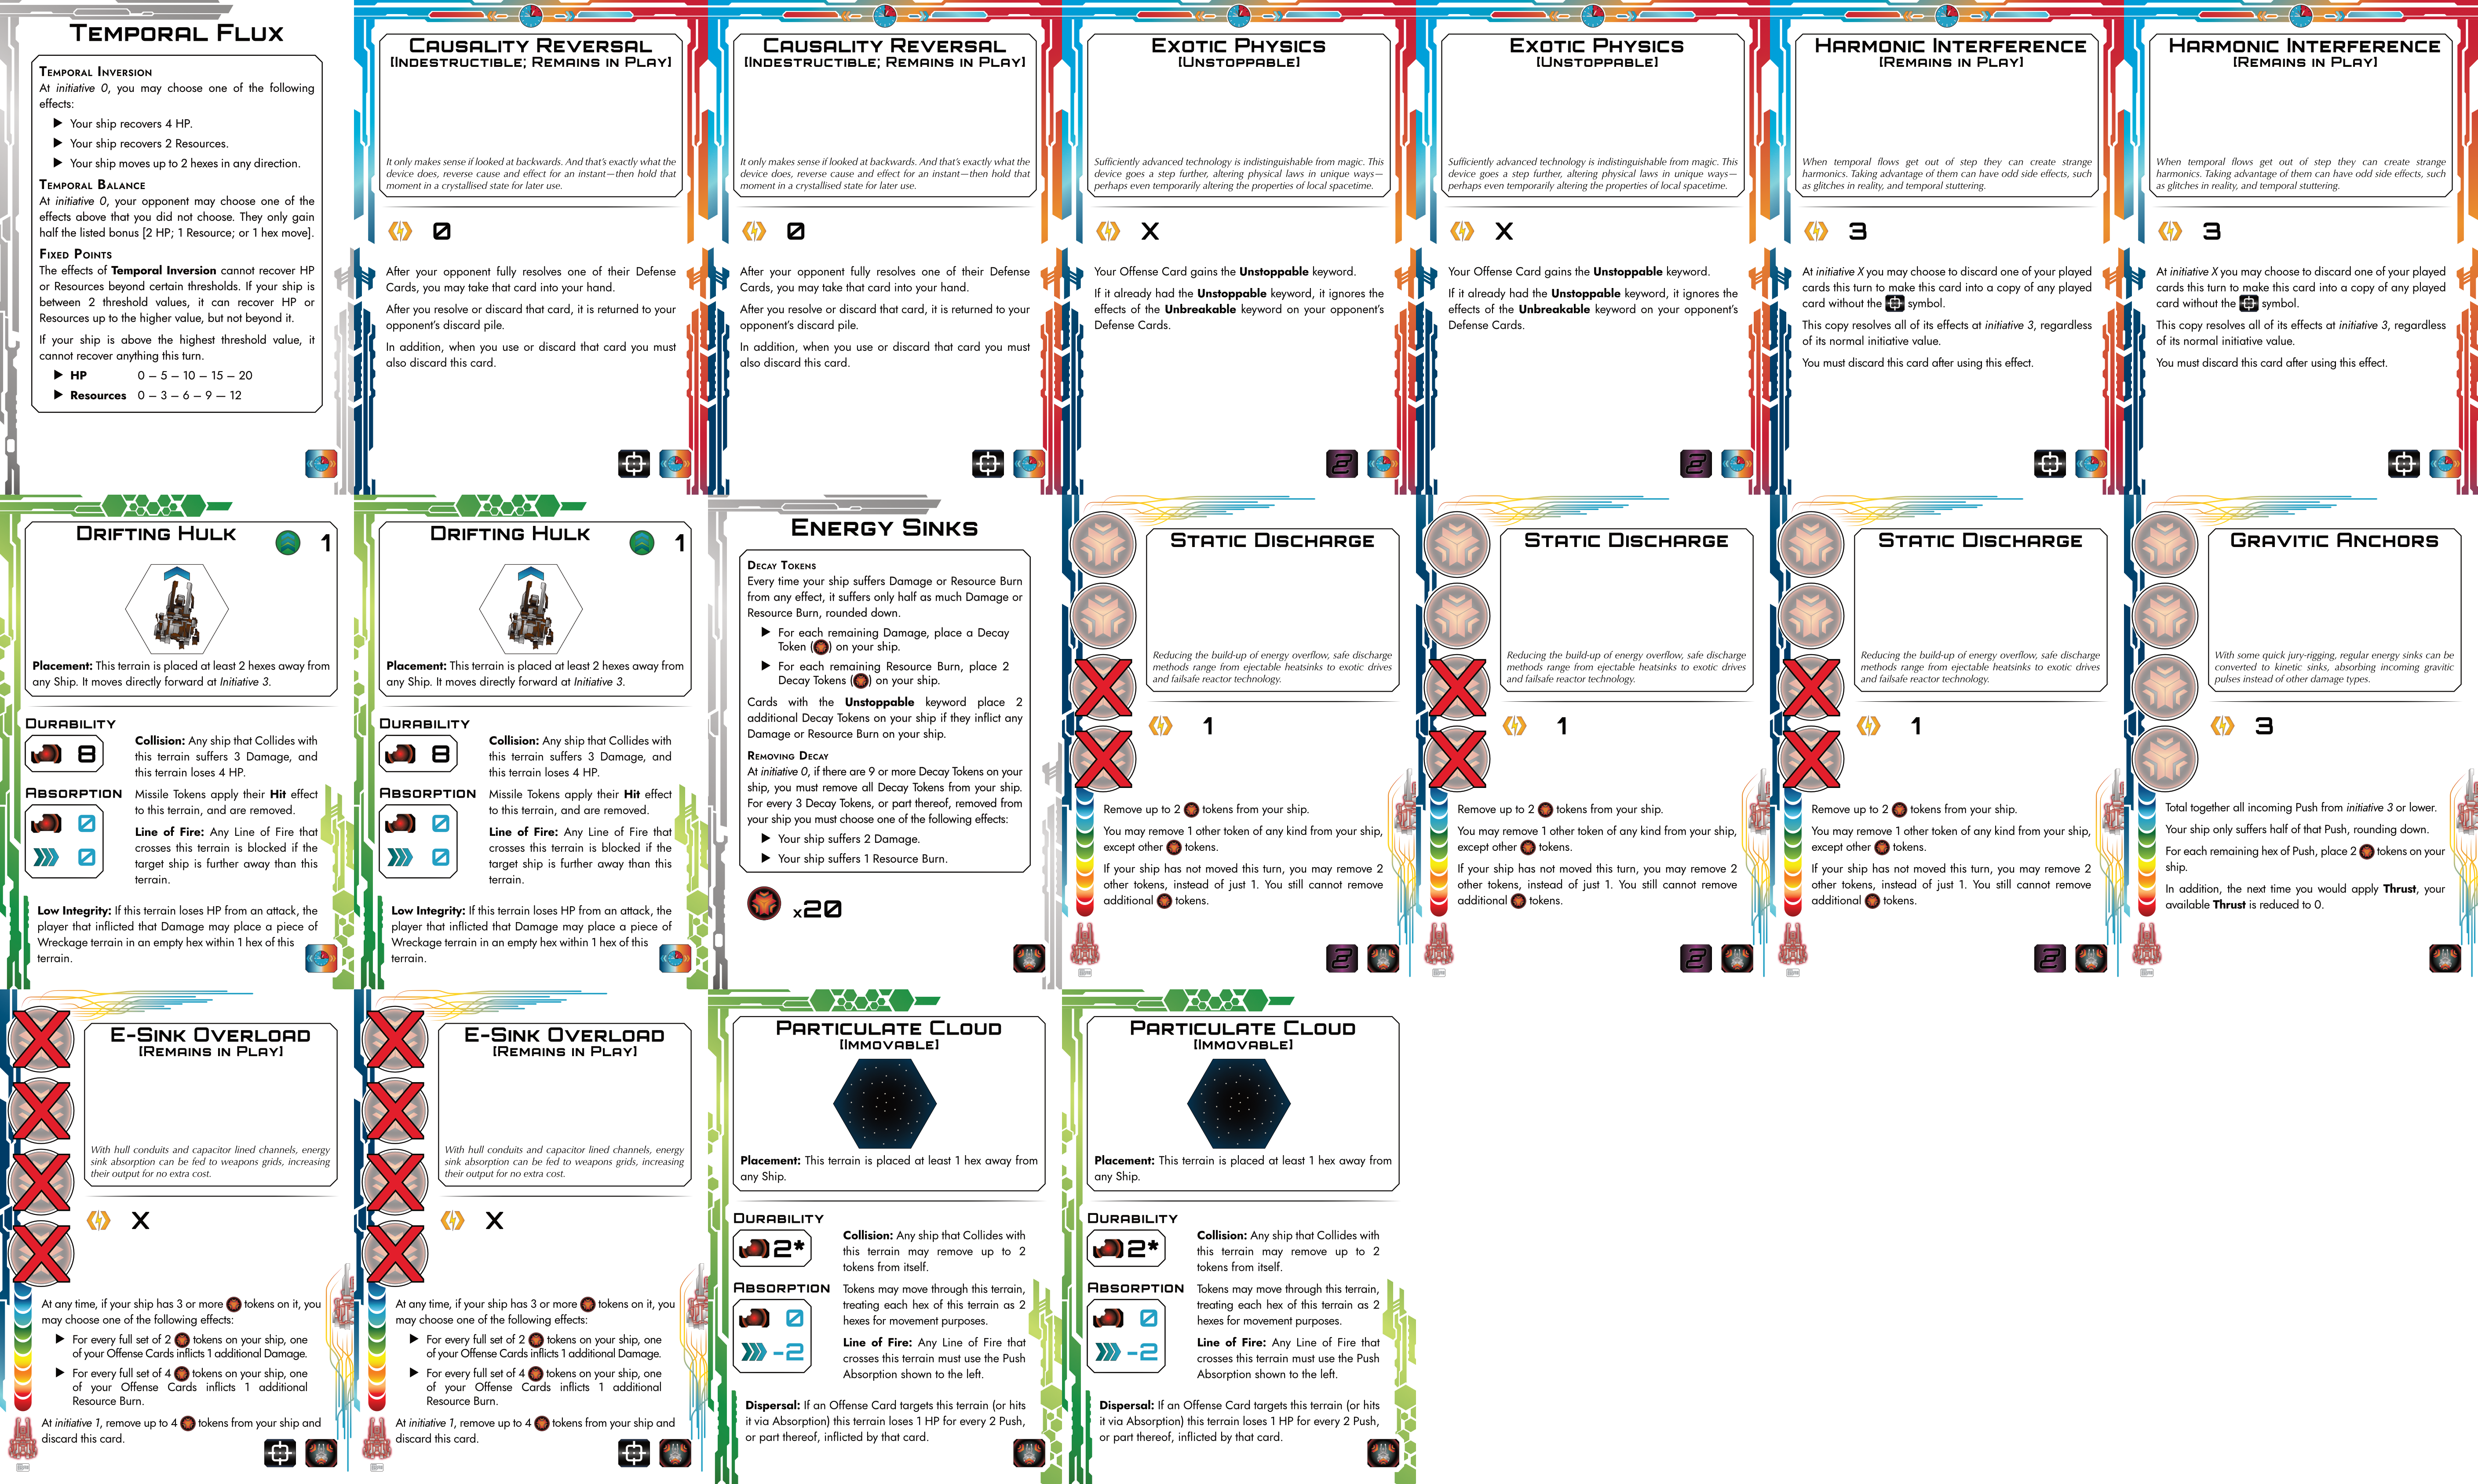 TEMPORAL FLUX
TEMPORAL INVERSION
At initiative 0, you may choose one of the following
effects:
▶ Your ship recovers 4 HP.
▶ Your ship recovers 2 Resources.
▶ Your ship moves up to 2 hexes in any direction.
TEMPORAL BALANCE
At initiative 0, your opponent may choose one of the
effects above that you did not choose. They only gain
half the listed bonus [2 HP; 1 Resource; or 1 hex move].
FIXED POINTS
The effects of Temporal Inversion cannot recover HP
or Resources beyond certain thresholds. If your ship is
between 2 threshold values, it can recover HP or
Resources up to the higher value, but not beyond it.
If your ship is above the highest threshold value, it
cannot recover anything this turn.
▶ HP 0 – 5 – 10 – 15 – 20
▶ Resources 0 – 3 – 6 – 9 – 12
CAUSALITY REVERSAL
[INDESTRUCTIBLE; REMAINS IN PLAY]
It only makes sense if looked at backwards. And that's exactly what the
device does, reverse cause and effect for an instant—then hold that
moment in a crystallised state for later use.
0
After your opponent fully resolves one of their Defense
Cards, you may take that card into your hand.
After you resolve or discard that card, it is returned to your
opponent's discard pile.
In addition, when you use or discard that card you must
also discard this card.
CAUSALITY REVERSAL
[INDESTRUCTIBLE; REMAINS IN PLAY]
It only makes sense if looked at backwards. And that's exactly what the
device does, reverse cause and effect for an instant—then hold that
moment in a crystallised state for later use.
0
After your opponent fully resolves one of their Defense
Cards, you may take that card into your hand.
After you resolve or discard that card, it is returned to your
opponent's discard pile.
In addition, when you use or discard that card you must
also discard this card.
EXOTIC PHYSICS
[UNSTOPPABLE]
Sufficiently advanced technology is indistinguishable from magic. This
device goes a step further, altering physical laws in unique ways—
perhaps even temporarily altering the properties of local spacetime.
X
Your Offense Card gains the Unstoppable keyword.
If it already had the Unstoppable keyword, it ignores the
effects of the Unbreakable keyword on your opponent's
Defense Cards.
2
EXOTIC PHYSICS
[UNSTOPPABLE]
Sufficiently advanced technology is indistinguishable from magic. This
device goes a step further, altering physical laws in unique ways—
perhaps even temporarily altering the properties of local spacetime.
X
Your Offense Card gains the Unstoppable keyword.
If it already had the Unstoppable keyword, it ignores the
effects of the Unbreakable keyword on your opponent's
Defense Cards.
2
HARMONIC INTERFERENCE
[REMAINS IN PLAY]
When temporal flows get out of step they can create strange
harmonics. Taking advantage of them can have odd side effects, such
as glitches in reality, and temporal stuttering.
3
At initiative X you may choose to discard one of your played
cards this turn to make this card into a copy of any played
card without the symbol.
This copy resolves all of its effects at initiative 3, regardless
of its normal initiative value.
You must discard this card after using this effect.
HARMONIC INTERFERENCE
[REMAINS IN PLAY]
When temporal flows get out of step they can create strange
harmonics. Taking advantage of them can have odd side effects, such
as glitches in reality, and temporal stuttering.
3
At initiative X you may choose to discard one of your played
cards this turn to make this card into a copy of any played
card without the symbol.
This copy resolves all of its effects at initiative 3, regardless
of its normal initiative value.
You must discard this card after using this effect.
DRIFTING HULK
1
Placement: This terrain is placed at least 2 hexes away from
any Ship. It moves directly forward at Initiative 3.
DURABILITY
8
ABSORPTION
0
0
Collision: Any ship that Collides with
this terrain suffers 3 Damage, and
this terrain loses 4 HP.
Missile Tokens apply their Hit effect
to this terrain, and are removed.
Line of Fire: Any Line of Fire that
crosses this terrain is blocked if the
target ship is further away than this
terrain.
Low Integrity: If this terrain loses HP from an attack, the
player that inflicted that Damage may place a piece of
Wreckage terrain in an empty hex within 1 hex of this
terrain.
DRIFTING HULK
1
Placement: This terrain is placed at least 2 hexes away from
any Ship. It moves directly forward at Initiative 3.
DURABILITY
8
ABSORPTION
0
0
Collision: Any ship that Collides with
this terrain suffers 3 Damage, and
this terrain loses 4 HP.
Missile Tokens apply their Hit effect
to this terrain, and are removed.
Line of Fire: Any Line of Fire that
crosses this terrain is blocked if the
target ship is further away than this
terrain.
Low Integrity: If this terrain loses HP from an attack, the
player that inflicted that Damage may place a piece of
Wreckage terrain in an empty hex within 1 hex of this
terrain.
ENERGY SINKS
DECAY TOKENS
Every time your ship suffers Damage or Resource Burn
from any effect, it suffers only half as much Damage or
Resource Burn, rounded down.
▶ For each remaining Damage, place a Decay
Token ( ) on your ship.
▶ For each remaining Resource Burn, place 2
Decay Tokens ( ) on your ship.
Cards with the Unstoppable keyword place 2
additional Decay Tokens on your ship if they inflict any
Damage or Resource Burn on your ship.
REMOVING DECAY
At initiative 0, if there are 9 or more Decay Tokens on your
ship, you must remove all Decay Tokens from your ship.
For every 3 Decay Tokens, or part thereof, removed from
your ship you must choose one of the following effects:
▶ Your ship suffers 2 Damage.
▶ Your ship suffers 1 Resource Burn.
x20
STATIC DISCHARGE
Reducing the build-up of energy overflow, safe discharge
methods range from ejectable heatsinks to exotic drives
and failsafe reactor technology.
1
Remove up to 2 tokens from your ship.
You may remove 1 other token of any kind from your ship,
except other tokens.
If your ship has not moved this turn, you may remove 2
other tokens, instead of just 1. You still cannot remove
additional tokens.
2
STATIC DISCHARGE
Reducing the build-up of energy overflow, safe discharge
methods range from ejectable heatsinks to exotic drives
and failsafe reactor technology.
1
Remove up to 2 tokens from your ship.
You may remove 1 other token of any kind from your ship,
except other tokens.
If your ship has not moved this turn, you may remove 2
other tokens, instead of just 1. You still cannot remove
additional tokens.
2
STATIC DISCHARGE
Reducing the build-up of energy overflow, safe discharge
methods range from ejectable heatsinks to exotic drives
and failsafe reactor technology.
1
Remove up to 2 tokens from your ship.
You may remove 1 other token of any kind from your ship,
except other tokens.
If your ship has not moved this turn, you may remove 2
other tokens, instead of just 1. You still cannot remove
additional tokens.
2
GRAVITIC ANCHORS
With some quick jury-rigging, regular energy sinks can be
converted to kinetic sinks, absorbing incoming gravitic
pulses instead of other damage types.
3
Total together all incoming Push from initiative 3 or lower.
Your ship only suffers half of that Push, rounding down.
For each remaining hex of Push, place 2 tokens on your
ship.
In addition, the next time you would apply Thrust, your
available Thrust is reduced to 0.
E-SINK OVERLOAD
[REMAINS IN PLAY]
With hull conduits and capacitor lined channels, energy
sink absorption can be fed to weapons grids, increasing
their output for no extra cost.
X
At any time, if your ship has 3 or more tokens on it, you
may choose one of the following effects:
▶ For every full set of 2 tokens on your ship, one
of your Offense Cards inflicts 1 additional Damage.
▶ For every full set of 4 tokens on your ship, one
of your Offense Cards inflicts 1 additional
Resource Burn.
At initiative 1, remove up to 4 tokens from your ship and
discard this card.
E-SINK OVERLOAD
[REMAINS IN PLAY]
With hull conduits and capacitor lined channels, energy
sink absorption can be fed to weapons grids, increasing
their output for no extra cost.
X
At any time, if your ship has 3 or more tokens on it, you
may choose one of the following effects:
▶ For every full set of 2 tokens on your ship, one
of your Offense Cards inflicts 1 additional Damage.
▶ For every full set of 4 tokens on your ship, one
of your Offense Cards inflicts 1 additional
Resource Burn.
At initiative 1, remove up to 4 tokens from your ship and
discard this card.
PARTICULATE CLOUD
[IMMOVABLE]
Placement: This terrain is placed at least 1 hex away from
any Ship.
DURABILITY
2*
ABSORPTION
0
-2
Collision: Any ship that Collides with
this terrain may remove up to 2
tokens from itself.
Tokens may move through this terrain,
treating each hex of this terrain as 2
hexes for movement purposes.
Line of Fire: Any Line of Fire that
crosses this terrain must use the Push
Absorption shown to the left.
Dispersal: If an Offense Card targets this terrain (or hits
it via Absorption) this terrain loses 1 HP for every 2 Push,
or part thereof, inflicted by that card.
PARTICULATE CLOUD
[IMMOVABLE]
Placement: This terrain is placed at least 1 hex away from
any Ship.
DURABILITY
2*
ABSORPTION
0
-2
Collision: Any ship that Collides with
this terrain may remove up to 2
tokens from itself.
Tokens may move through this terrain,
treating each hex of this terrain as 2
hexes for movement purposes.
Line of Fire: Any Line of Fire that
crosses this terrain must use the Push
Absorption shown to the left.
Dispersal: If an Offense Card targets this terrain (or hits
it via Absorption) this terrain loses 1 HP for every 2 Push,
or part thereof, inflicted by that card.